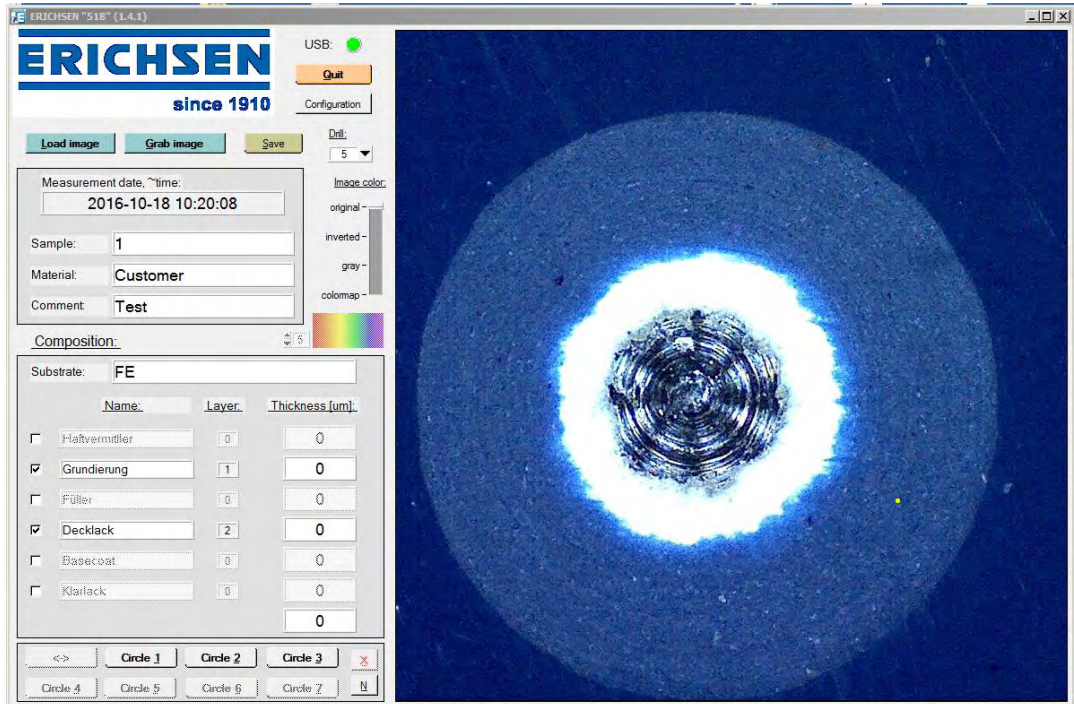 ERICHSEN "518" (1.4.1)
ERICHSEN
since 1910
USB:
Quit
Configuration
Load image
Grab image
Save
Drill:
5
Measurement date, ~time:
2016-10-18 10:20:08
Sample: 1
Material: Customer
Comment: Test
Image color:
original
inverted
gray
colormap
Composition:
Substrate: FE
Name: Layer: Thickness [um]:
Haftvermittler 0 0
Grundierung 1 0
Füller 0 0
Decklack 2 0
Basecoat 0 0
Klarlack 0 0
0
<-> Circle 1 Circle 2 Circle 3 X
Circle 4 Circle 5 Circle 6 Circle 7 N